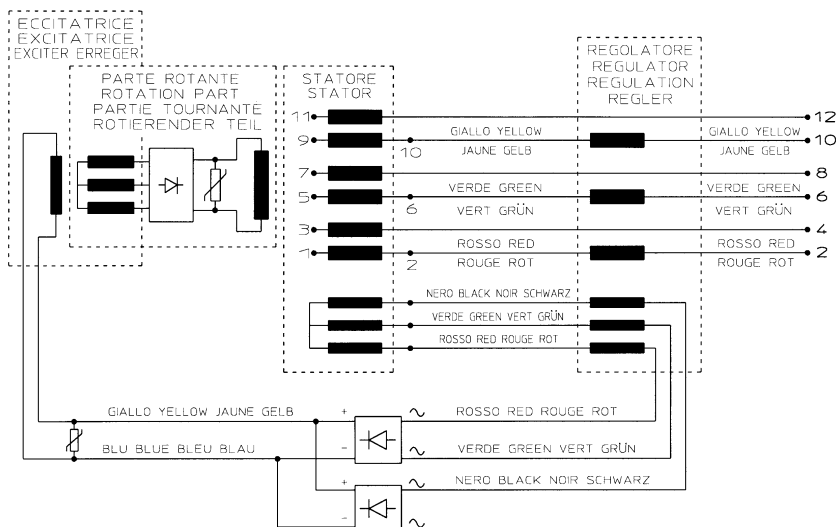 ECCITATRICE
EXCITATRICE
EXCITER ERREGER
PARTE ROTANTE
ROTATION PART
PARTIE TOURNANTE
ROTIERENDER TEIL
STATORE
STATOR
REGOLATORE
REGULATOR
REGULATION
REGLER
11
12
9
10
GIALLO YELLOW
JAUNE GELB
GIALLO YELLOW
JAUNE GELB
10
7
8
5
6
VERDE GREEN
VERT GRÜN
VERDE GREEN
VERT GRÜN
6
3
4
1
2
ROSSO RED
ROUGE ROT
ROSSO RED
ROUGE ROT
2
NERO BLACK NOIR SCHWARZ
VERDE GREEN VERT GRÜN
ROSSO RED ROUGE ROT
GIALLO YELLOW JAUNE GELB
+
~
ROSSO RED ROUGE ROT
BLU BLUE BLEU BLAU
-
~
VERDE GREEN VERT GRÜN
+
~
NERO BLACK NOIR SCHWARZ
-
~